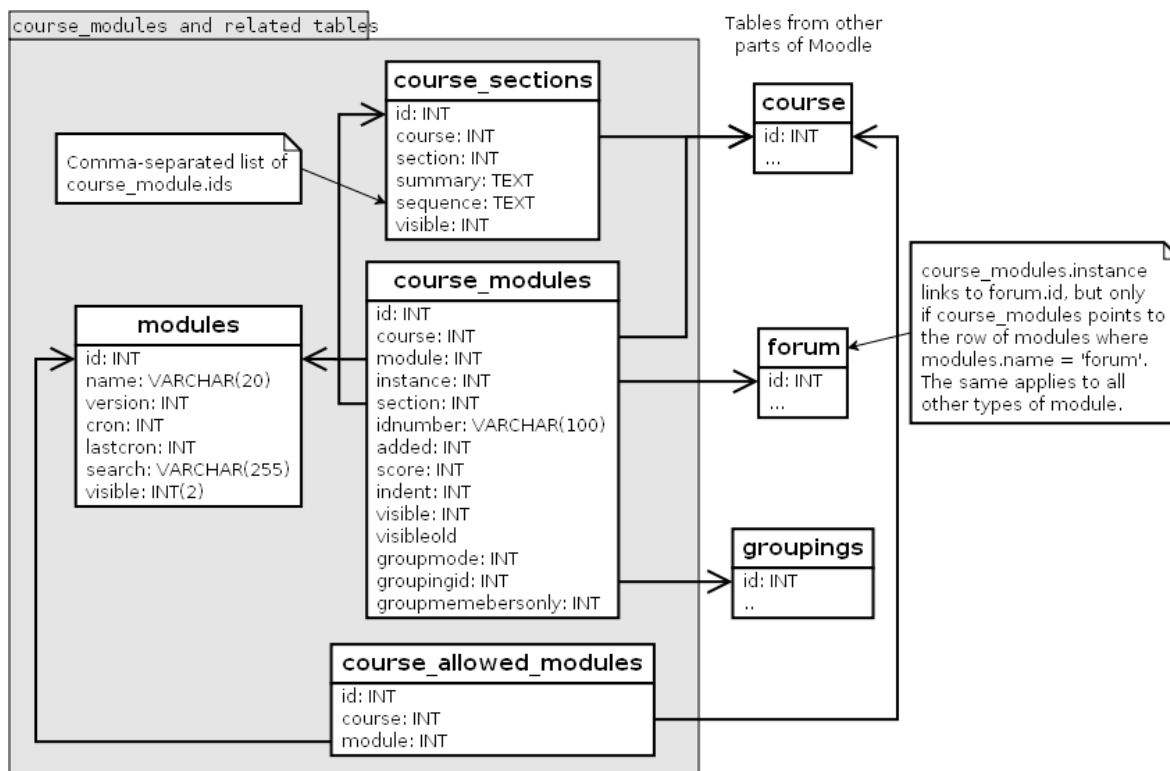 course_modules and related tables
Tables from other
parts of Moodle
course_sections
id: INT
course: INT
section: INT
summary: TEXT
sequence: TEXT
visible: INT
Comma-separated list of
course_module.ids
course
id: INT
...
course_modules
id: INT
course: INT
module: INT
instance: INT
section: INT
idnumber: VARCHAR(100)
added: INT
score: INT
indent: INT
visible: INT
visibleold
groupmode: INT
groupingid: INT
groupmemebersonly: INT
modules
id: INT
name: VARCHAR(20)
version: INT
cron: INT
lastcron: INT
search: VARCHAR(255)
visible: INT(2)
forum
id: INT
...
course_modules.instance
links to forum.id, but only
if course_modules points to
the row of modules where
modules.name = 'forum'.
The same applies to all
other types of module.
groupings
id: INT
..
course_allowed_modules
id: INT
course: INT
module: INT